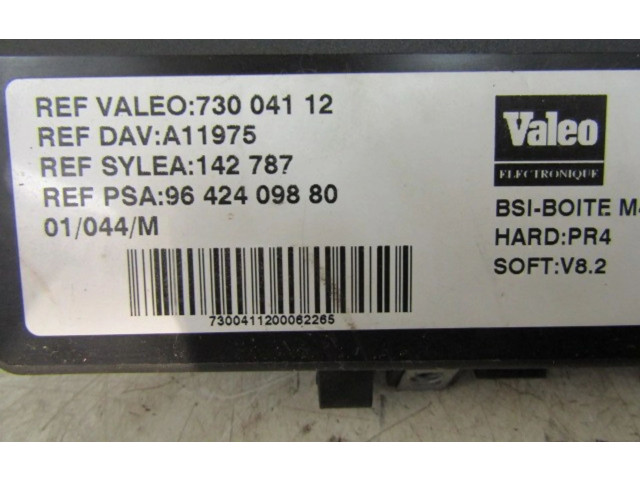 REF VALEO:730 041 12
REF DAV:A11975
REF SYLEA:142 787
REF PSA:96 424 098 80
01/044/M
7300411200062265
Valeo
ELECTRONIQUE
BSI-BOITE
HARD:PR4
SOFT:V8.2